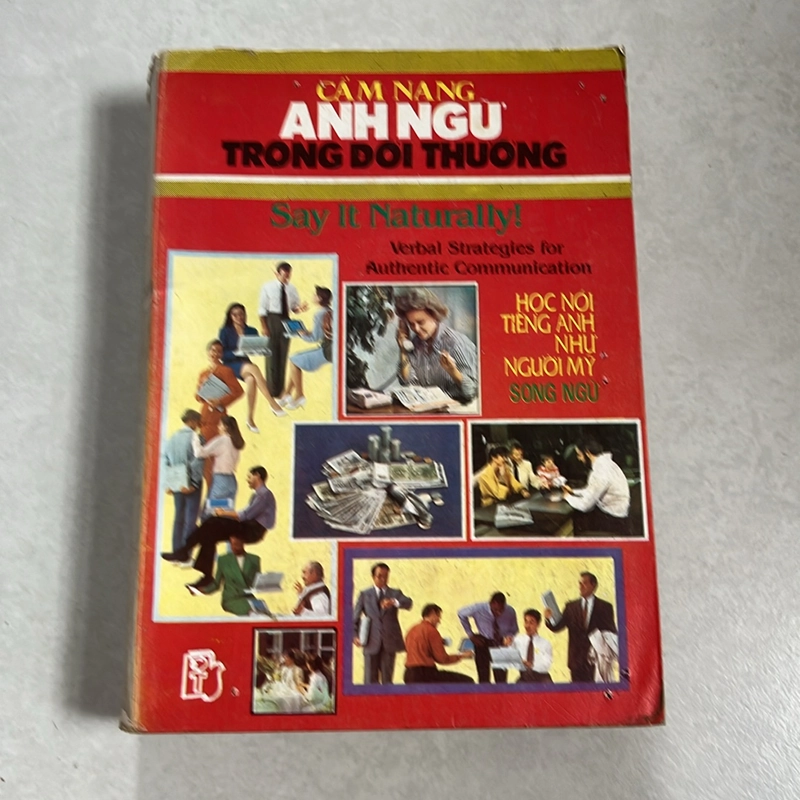 CẨM NANG
ANH NGỮ
TRONG ĐỜI THƯỜNG
Say It Naturally!
Verbal Strategies for
Authentic Communication
HỌC NÓI
TIẾNG ANH
NHƯ
NGƯỜI MỸ
SONG NGỮ